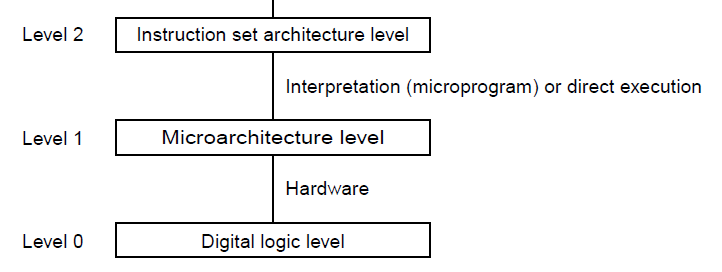 Level 2
Instruction set architecture level
Interpretation (microprogram) or direct execution
Level 1
Microarchitecture level
Hardware
Level 0
Digital logic level